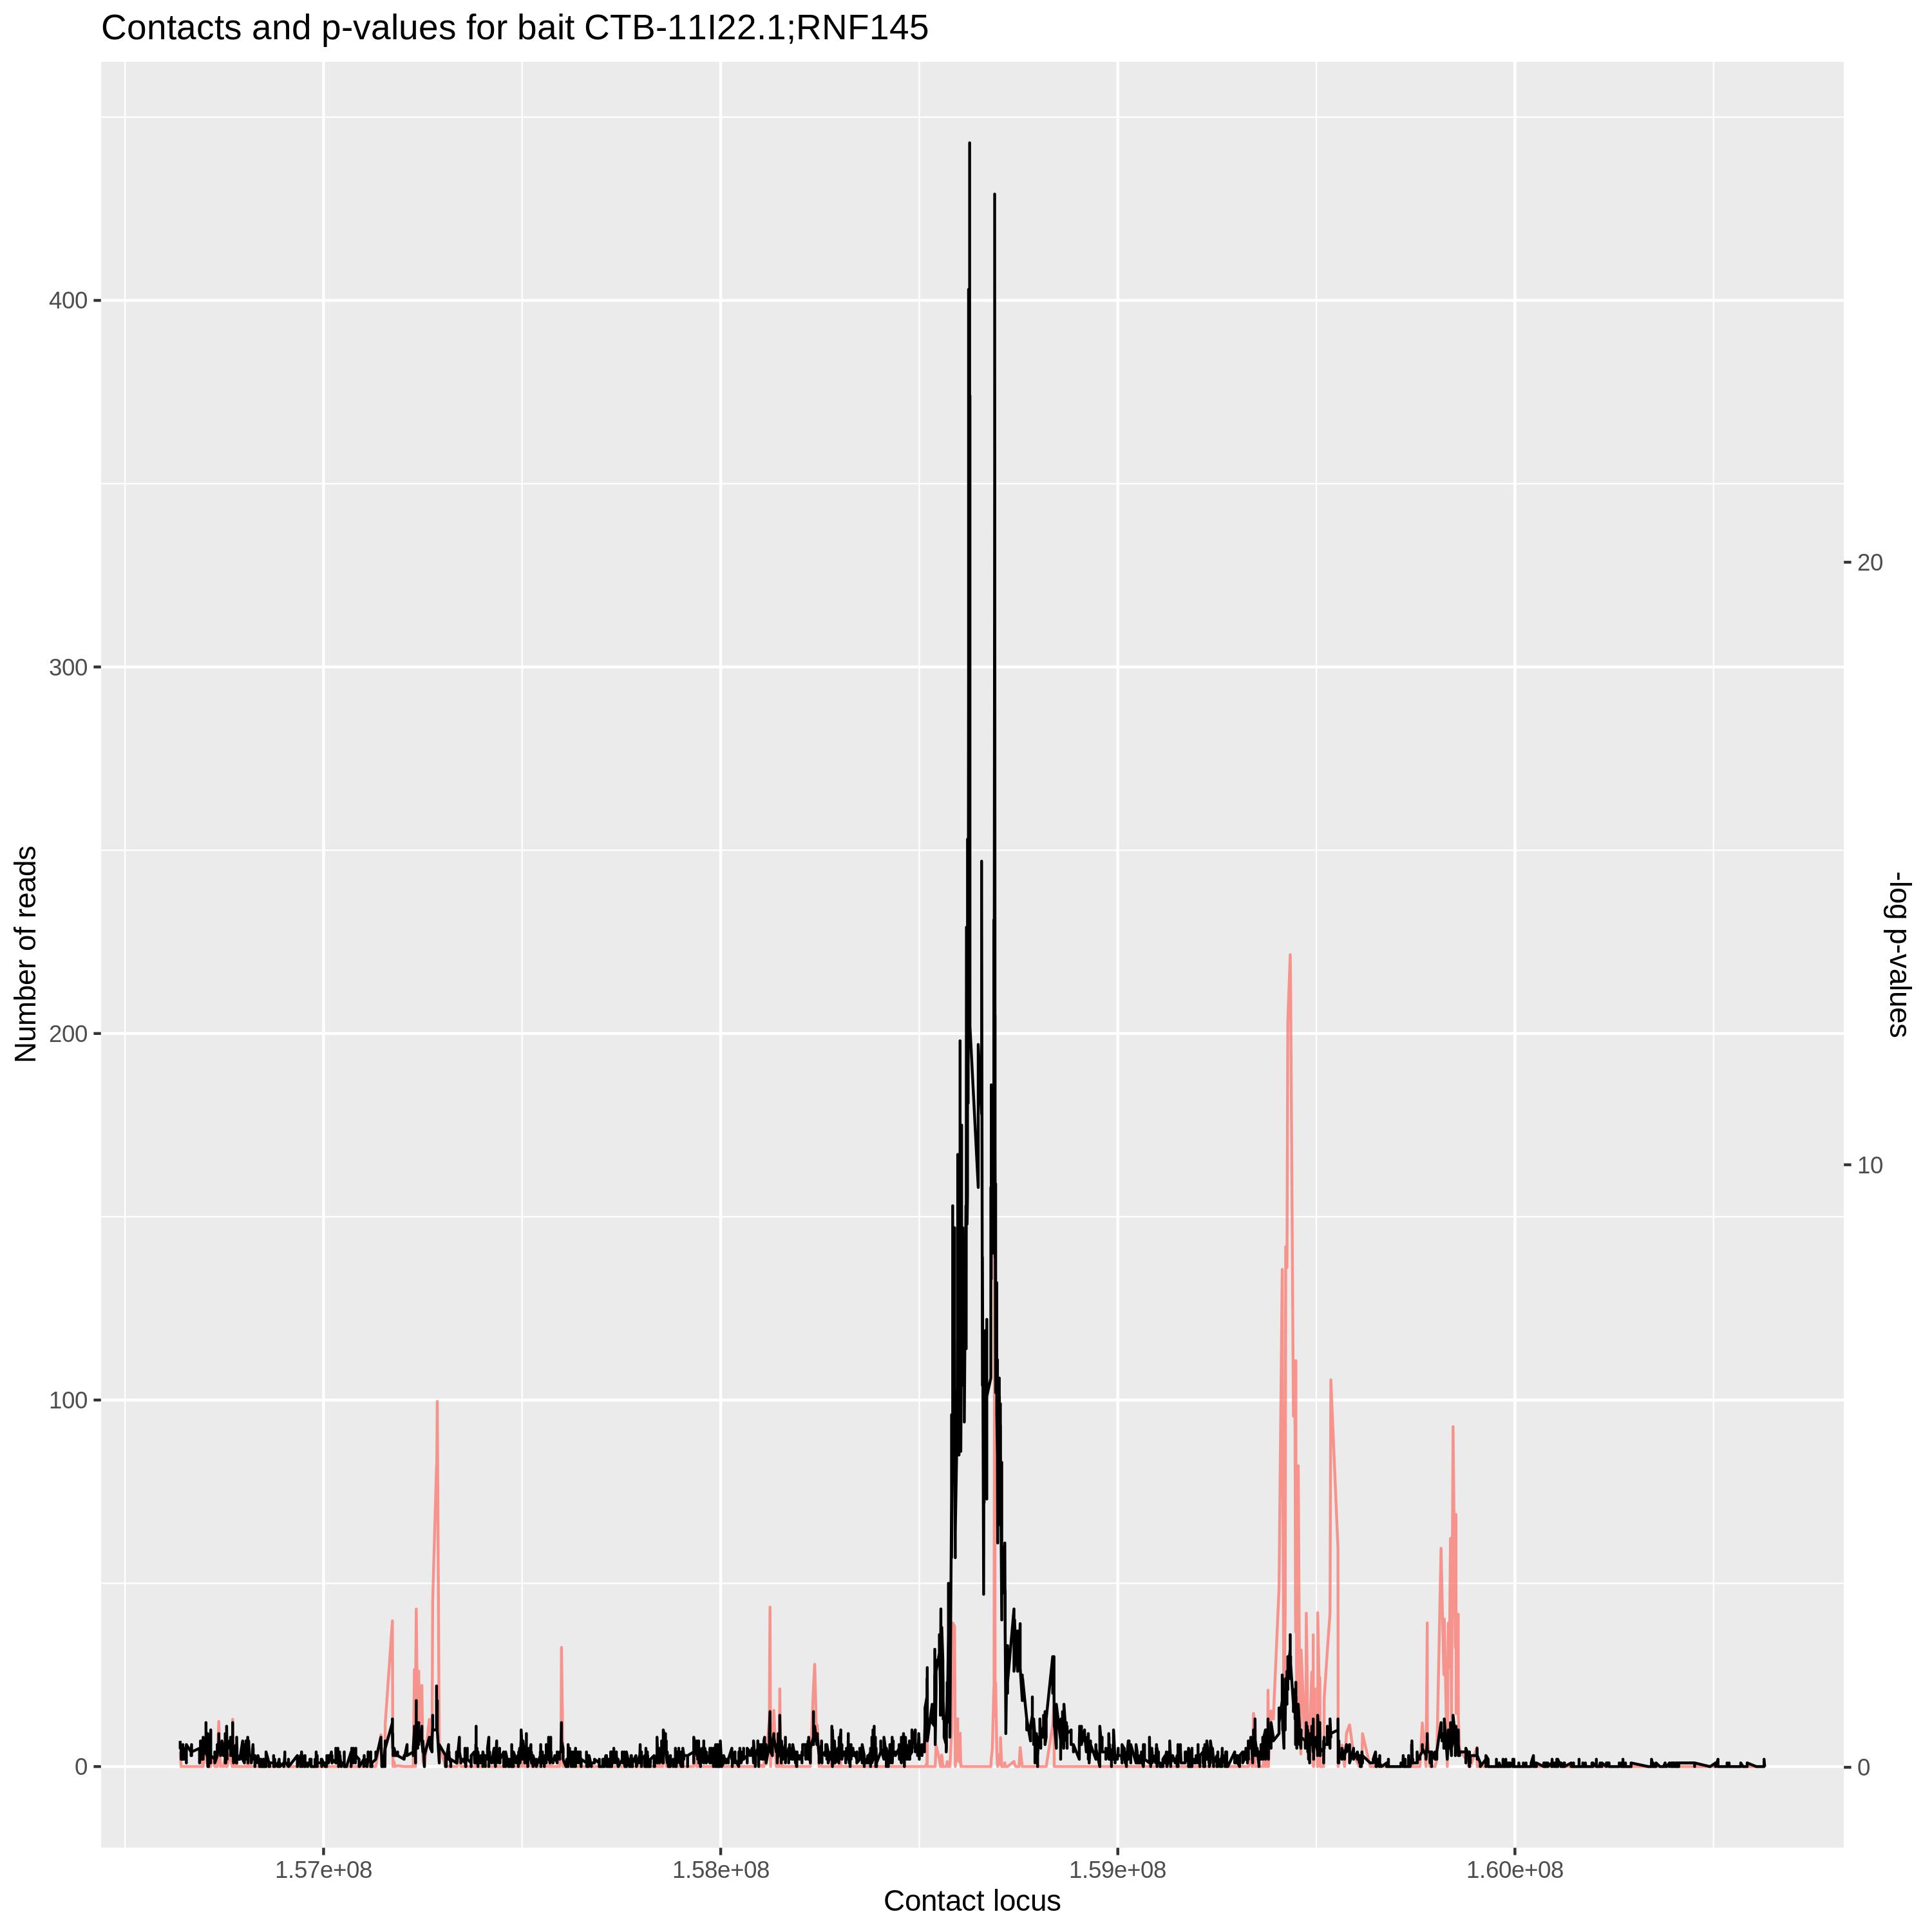 Contacts and p-values for bait CTB-11I22.1;RNF145
Number of reads
400
300
200
100
0
20
10
0
-log p-values
1.57e+08
1.58e+08
1.59e+08
1.60e+08
Contact locus